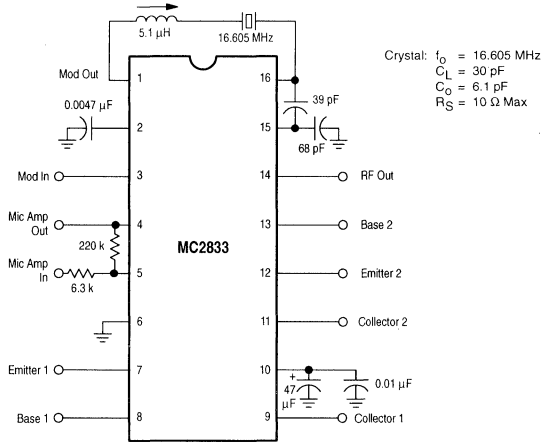 5.1 µH
16.605 MHz
Crystal: fo = 16.605 MHz
CL = 30 pF
Co = 6.1 pF
RS = 10 Ω Max
Mod Out
1
16
0.0047 µF
39 pF
2
15
68 pF
Mod In
3
14
RF Out
Mic Amp
Out
4
13
Base 2
220 k
MC2833
Mic Amp
In
5
12
Emitter 2
6.3 k
6
11
Collector 2
Emitter 1
7
10
+
47
µF
0.01 µF
Base 1
8
9
Collector 1